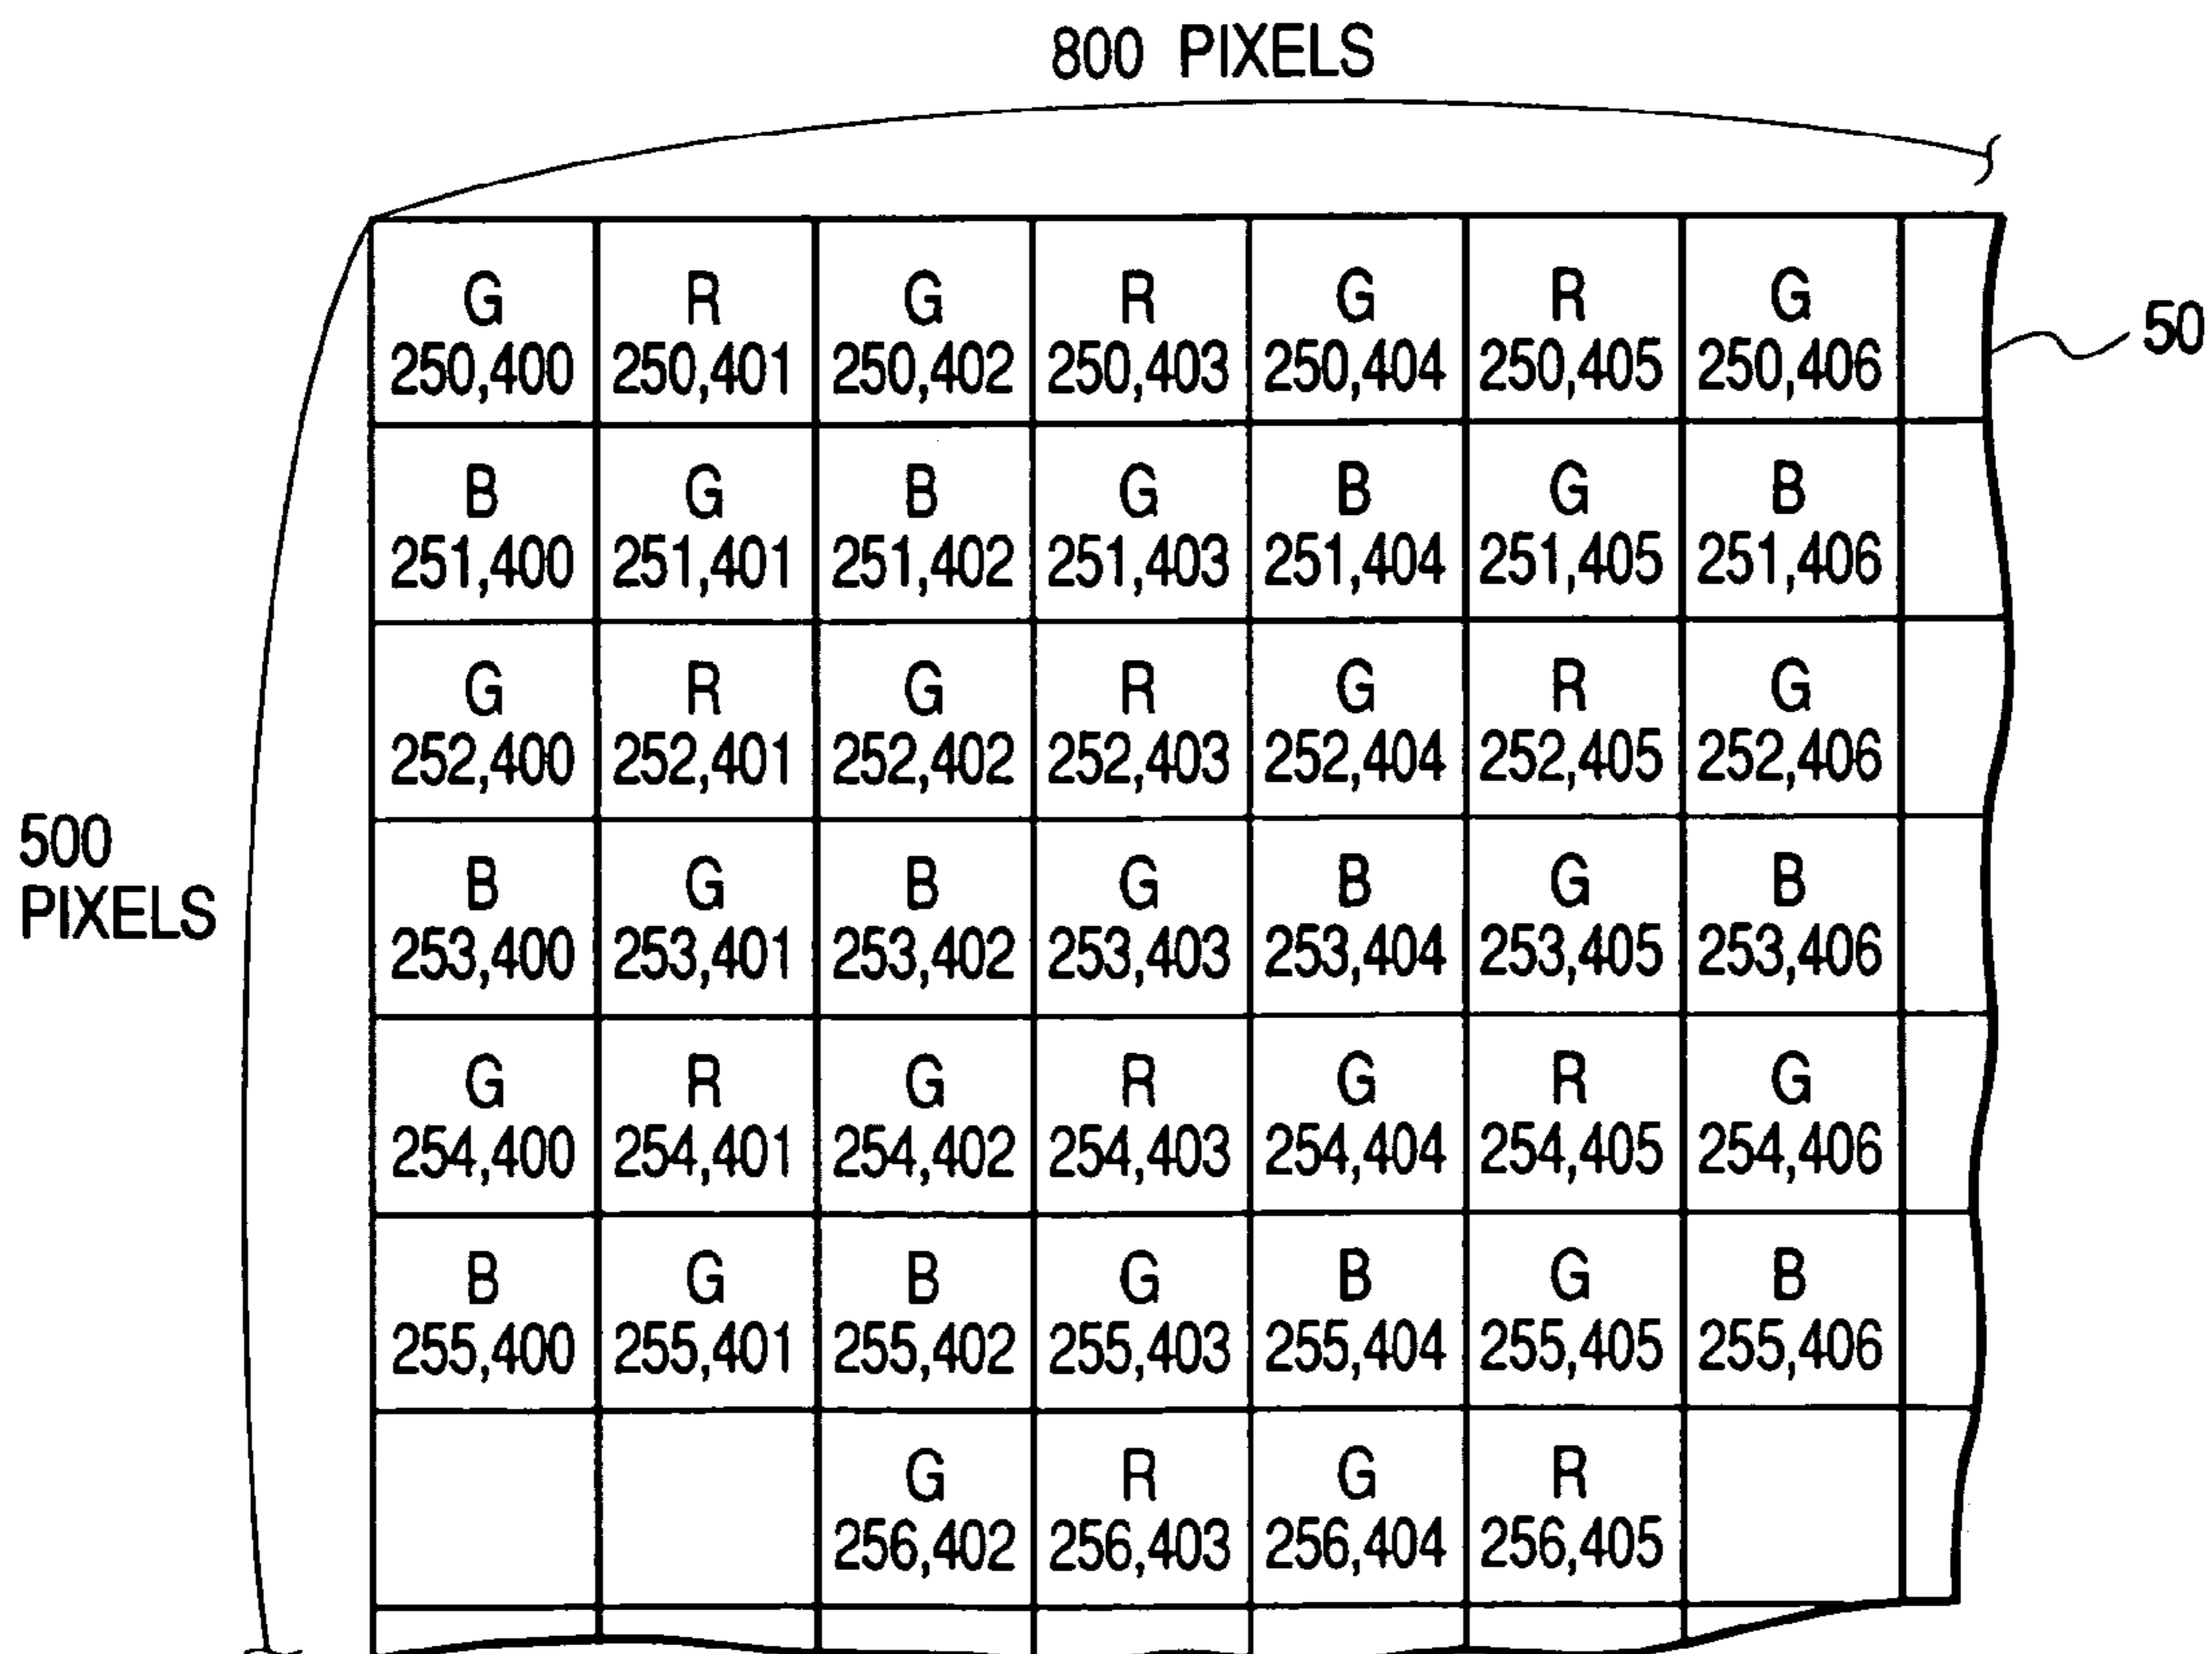 800 PIXELS
G R G R G R G
250,400 250,401 250,402 250,403 250,404 250,405 250,406
50
B G B G B G B
251,400 251,401 251,402 251,403 251,404 251,405 251,406
G R G R G R G
252,400 252,401 252,402 252,403 252,404 252,405 252,406
500
PIXELS
B G B G B G B
253,400 253,401 253,402 253,403 253,404 253,405 253,406
G R G R G R G
254,400 254,401 254,402 254,403 254,404 254,405 254,406
B G B G B G B
255,400 255,401 255,402 255,403 255,404 255,405 255,406
G R G R
256,402 256,403 256,404 256,405